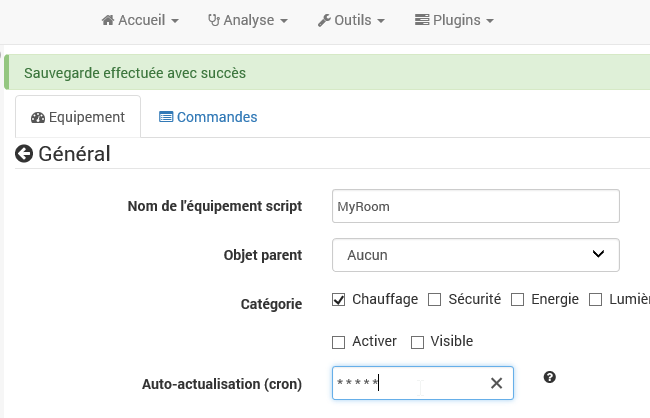 Accueil Analyse Outils Plugins
Sauvegarde effectuée avec succès
Equipement Commandes
Général
Nom de l'équipement script MyRoom
Objet parent Aucun
Catégorie Chauffage Sécurité Energie Lumièr
Activer Visible
Auto-actualisation (cron) * * * * *